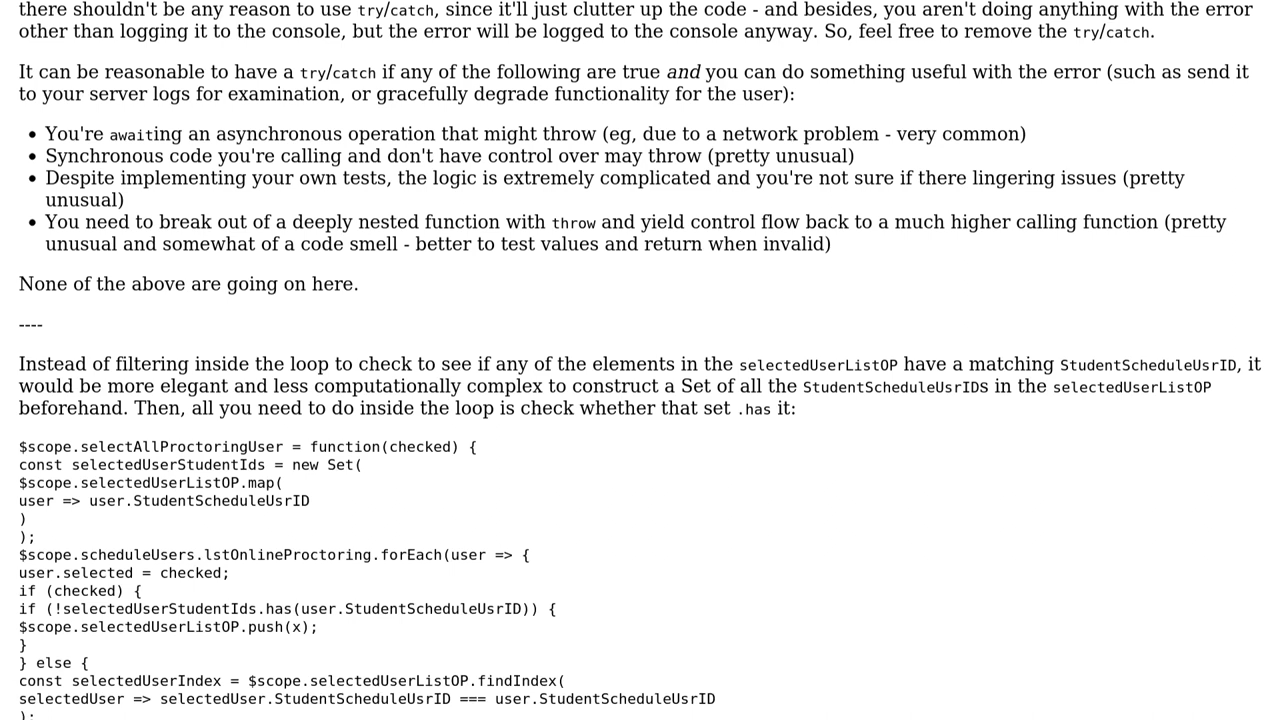 there shouldn't be any reason to use try/catch, since it'll just clutter up the code - and besides, you aren't doing anything with the error
other than logging it to the console, but the error will be logged to the console anyway. So, feel free to remove the try/catch.
It can be reasonable to have a try/catch if any of the following are true and you can do something useful with the error (such as send it
to your server logs for examination, or gracefully degrade functionality for the user):
• You're awaiting an asynchronous operation that might throw (eg, due to a network problem - very common)
• Synchronous code you're calling and don't have control over may throw (pretty unusual)
• Despite implementing your own tests, the logic is extremely complicated and you're not sure if there lingering issues (pretty
unusual)
• You need to break out of a deeply nested function with throw and yield control flow back to a much higher calling function (pretty
unusual and somewhat of a code smell - better to test values and return when invalid)
None of the above are going on here.
----
Instead of filtering inside the loop to check to see if any of the elements in the selectedUserListOP have a matching StudentScheduleUsrID, it
would be more elegant and less computationally complex to construct a Set of all the StudentScheduleUsrIDs in the selectedUserListOP
beforehand. Then, all you need to do inside the loop is check whether that set .has it:
$scope.selectAllProctoringUser = function(checked) {
const selectedUserStudentIds = new Set(
$scope.selectedUserListOP.map(
user => user.StudentScheduleUsrID
)
);
$scope.scheduleUsers.lstOnlineProctoring.forEach(user => {
user.selected = checked;
if (checked) {
if (!selectedUserStudentIds.has(user.StudentScheduleUsrID)) {
$scope.selectedUserListOP.push(x);
}
} else {
const selectedUserIndex = $scope.selectedUserListOP.findIndex(
selectedUser => selectedUser.StudentScheduleUsrID === user.StudentScheduleUsrID
);